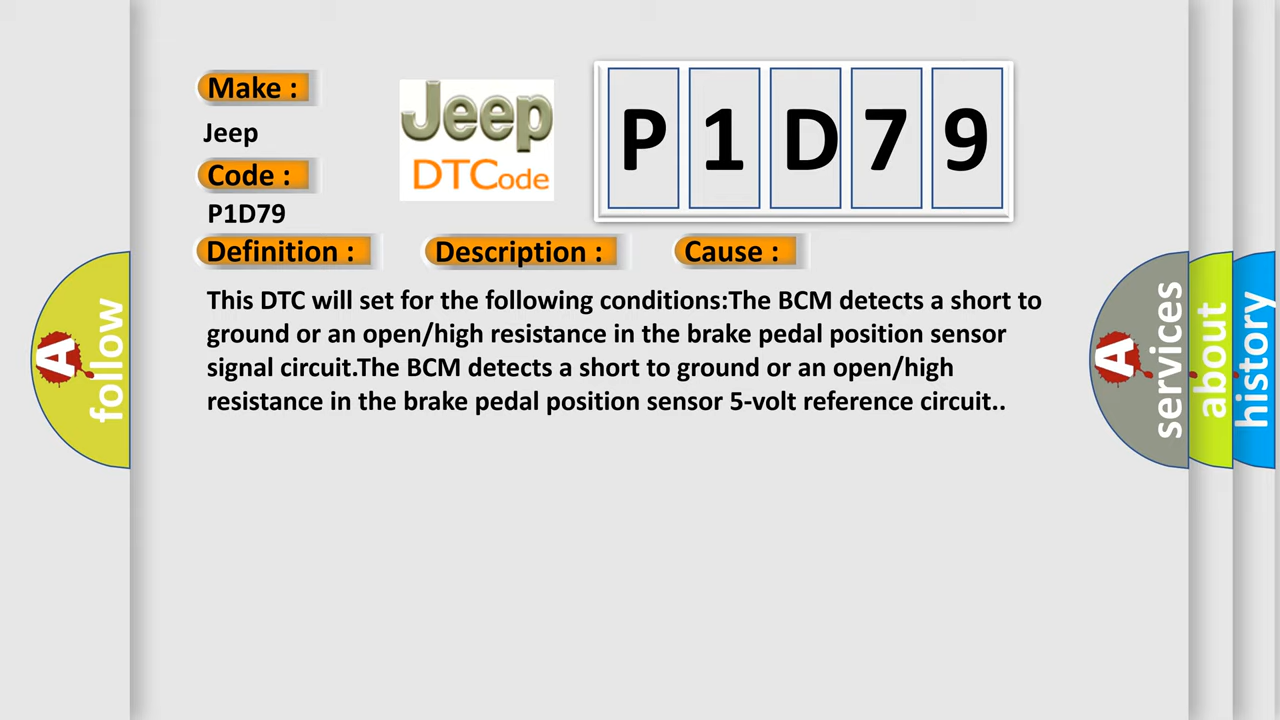 Make :
Jeep
Code :
P1D79
Jeep
DTCode
P 1 D 7 9
Definition :
Description :
Cause :
This DTC will set for the following conditions:The BCM detects a short to
ground or an open/high resistance in the brake pedal position sensor
signal circuit.The BCM detects a short to ground or an open/high
resistance in the brake pedal position sensor 5-volt reference circuit..
A
follow
A
services
about
history